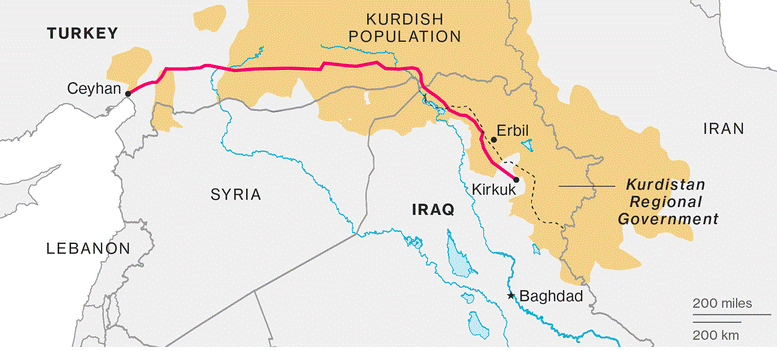 KURDISH
POPULATION
TURKEY
Ceyhan
Erbil
IRAN
Kirkuk
Kurdistan
Regional
Government
SYRIA
IRAQ
LEBANON
Baghdad
200 miles
200 km